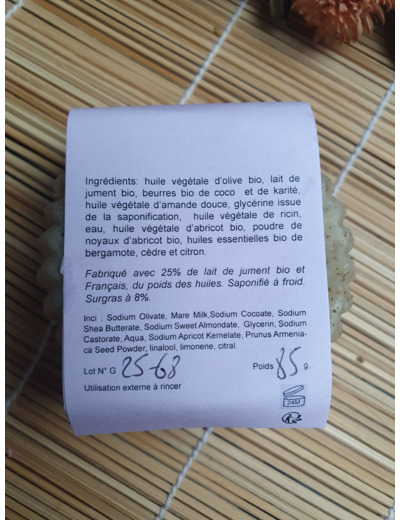 Ingrédients: huile végétale d'olive bio, lait de
jument bio, beurres bio de coco et de karité,
huile végétale d'amande douce, glycérine issue
de la saponification, huile végétale de ricin,
eau, huile végétale d'abricot bio, poudre de
noyaux d'abricot bio, huiles essentielles bio de
bergamote, cèdre et citron.
Fabriqué avec 25% de lait de jument bio et
Français, du poids des huiles. Saponifié à froid.
Surgras à 8%.
Inci : Sodium Olivate, Mare Milk,Sodium Cocoate, Sodium
Shea Butterate, Sodium Sweet Almondate, Glycerin, Sodium
Castorate, Aqua, Sodium Apricot Kernelate, Prunus Armenia-
ca Seed Powder, linalool, limonene, citral.
Lot N° G 25-68 Poids 85 g
Utilisation externe à rincer
24M